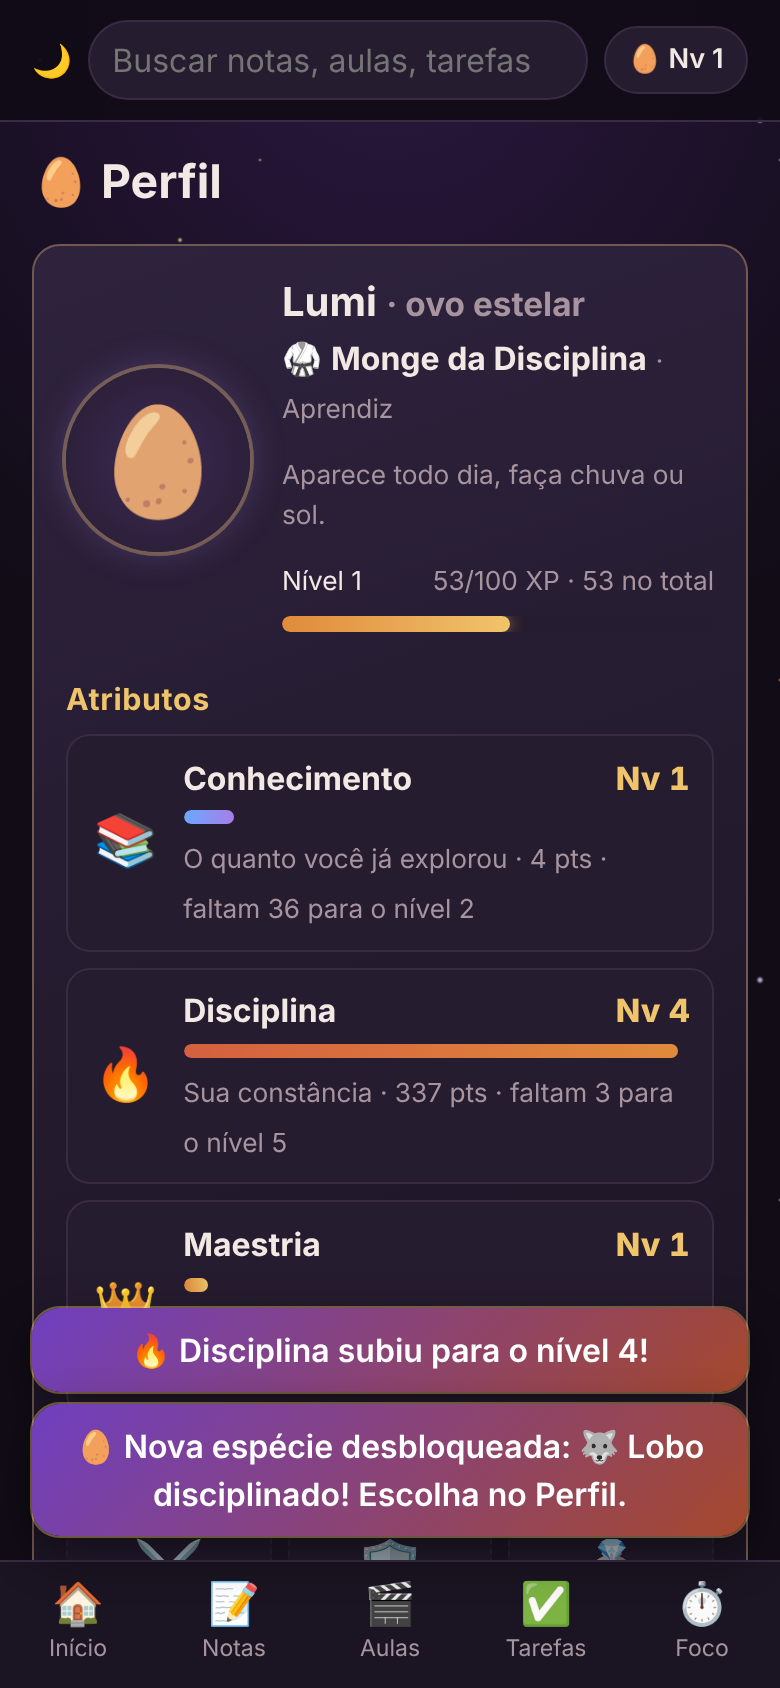 Buscar notas, aulas, tarefas
Nv 1
Perfil
Lumi · ovo estelar
Monge da Disciplina ·
Aprendiz
Aparece todo dia, faça chuva ou
sol.
Nível 1 53/100 XP · 53 no total
Atributos
Conhecimento Nv 1
O quanto você já explorou · 4 pts ·
faltam 36 para o nível 2
Disciplina Nv 4
Sua constância · 337 pts · faltam 3 para
o nível 5
Maestria Nv 1
Disciplina subiu para o nível 4!
Nova espécie desbloqueada: Lobo
disciplinado! Escolha no Perfil.
Início Notas Aulas Tarefas Foco